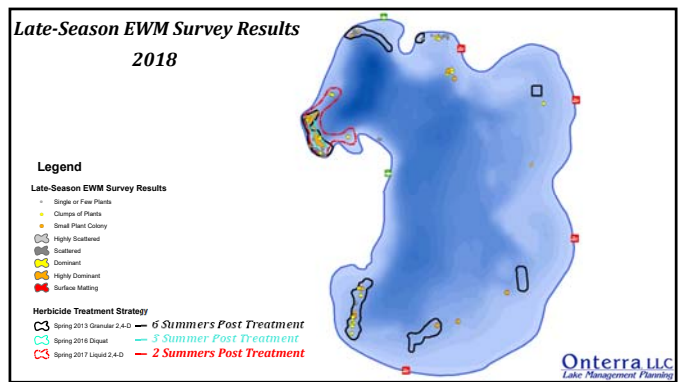 Late-Season EWM Survey Results
2018
Legend
Late-Season EWM Survey Results
Single or Few Plants
Clumps of Plants
Small Plant Colony
Highly Scattered
Scattered
Dominant
Highly Dominant
Surface Matting
Herbicide Treatment Strategy
Spring 2013 Granular 2,4-D — 6 Summers Post Treatment
Spring 2016 Diquat — 3 Summer Post Treatment
Spring 2017 Liquid 2,4-D — 2 Summers Post Treatment
Onterra LLC
Lake Management Planning